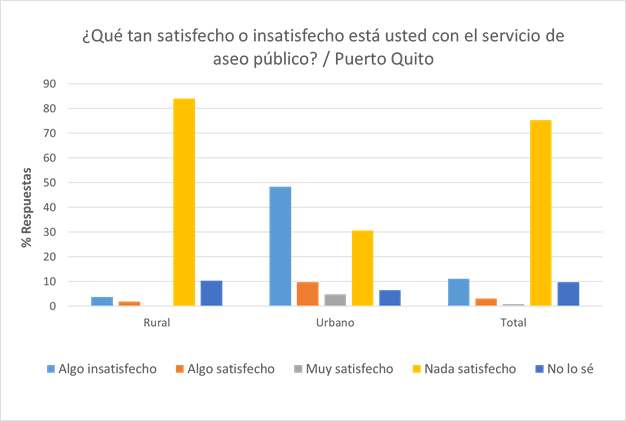 ¿Qué tan satisfecho o insatisfecho está usted con el servicio de
aseo público? / Puerto Quito
% Respuestas
90
80
70
60
50
40
30
20
10
0
Rural Urbano Total
Algo insatisfecho Algo satisfecho Muy satisfecho Nada satisfecho No lo sé